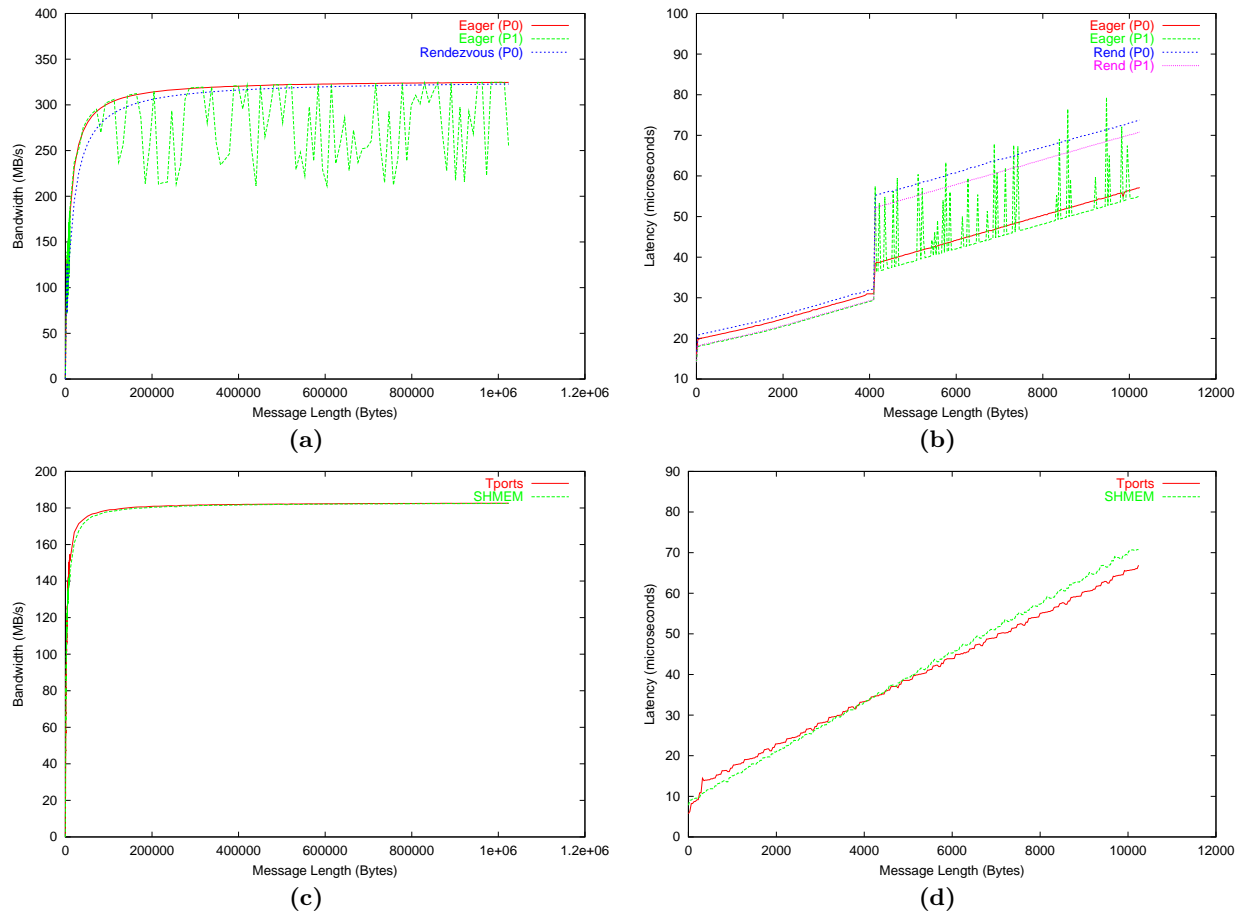 400
350
300
250
200
150
100
50
0
Bandwidth (MB/s)
Eager (P0)
Eager (P1)
Rendezvous (P0)
0 200000 400000 600000 800000 1e+06 1.2e+06
Message Length (Bytes)
(a)
100
90
80
70
60
50
40
30
20
10
Latency (microseconds)
Eager (P0)
Eager (P1)
Rend (P0)
Rend (P1)
0 2000 4000 6000 8000 10000 12000
Message Length (Bytes)
(b)
200
180
160
140
120
100
80
60
40
20
0
Bandwidth (MB/s)
Tports
SHMEM
0 200000 400000 600000 800000 1e+06 1.2e+06
Message Length (Bytes)
(c)
90
80
70
60
50
40
30
20
10
0
Latency (microseconds)
Tports
SHMEM
0 2000 4000 6000 8000 10000 12000
Message Length (Bytes)
(d)